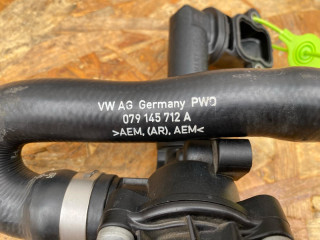 VW AG Germany PWD
079 145 712 A
>AEM, (AR), AEM<